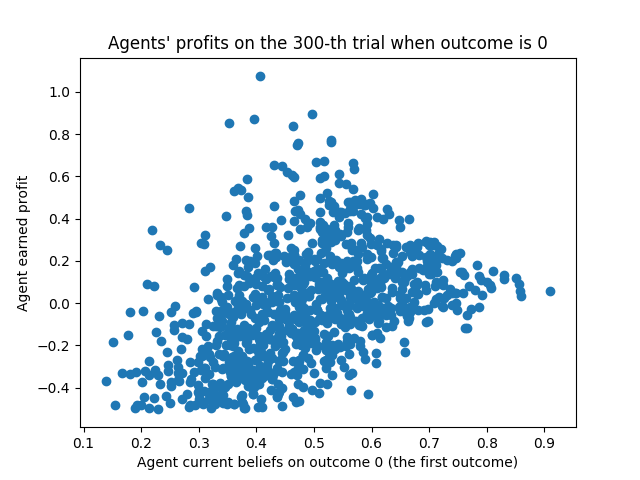 Agents' profits on the 300-th trial when outcome is 0
Agent earned profit
1.0
0.8
0.6
0.4
0.2
0.0
−0.2
−0.4
0.1 0.2 0.3 0.4 0.5 0.6 0.7 0.8 0.9
Agent current beliefs on outcome 0 (the first outcome)